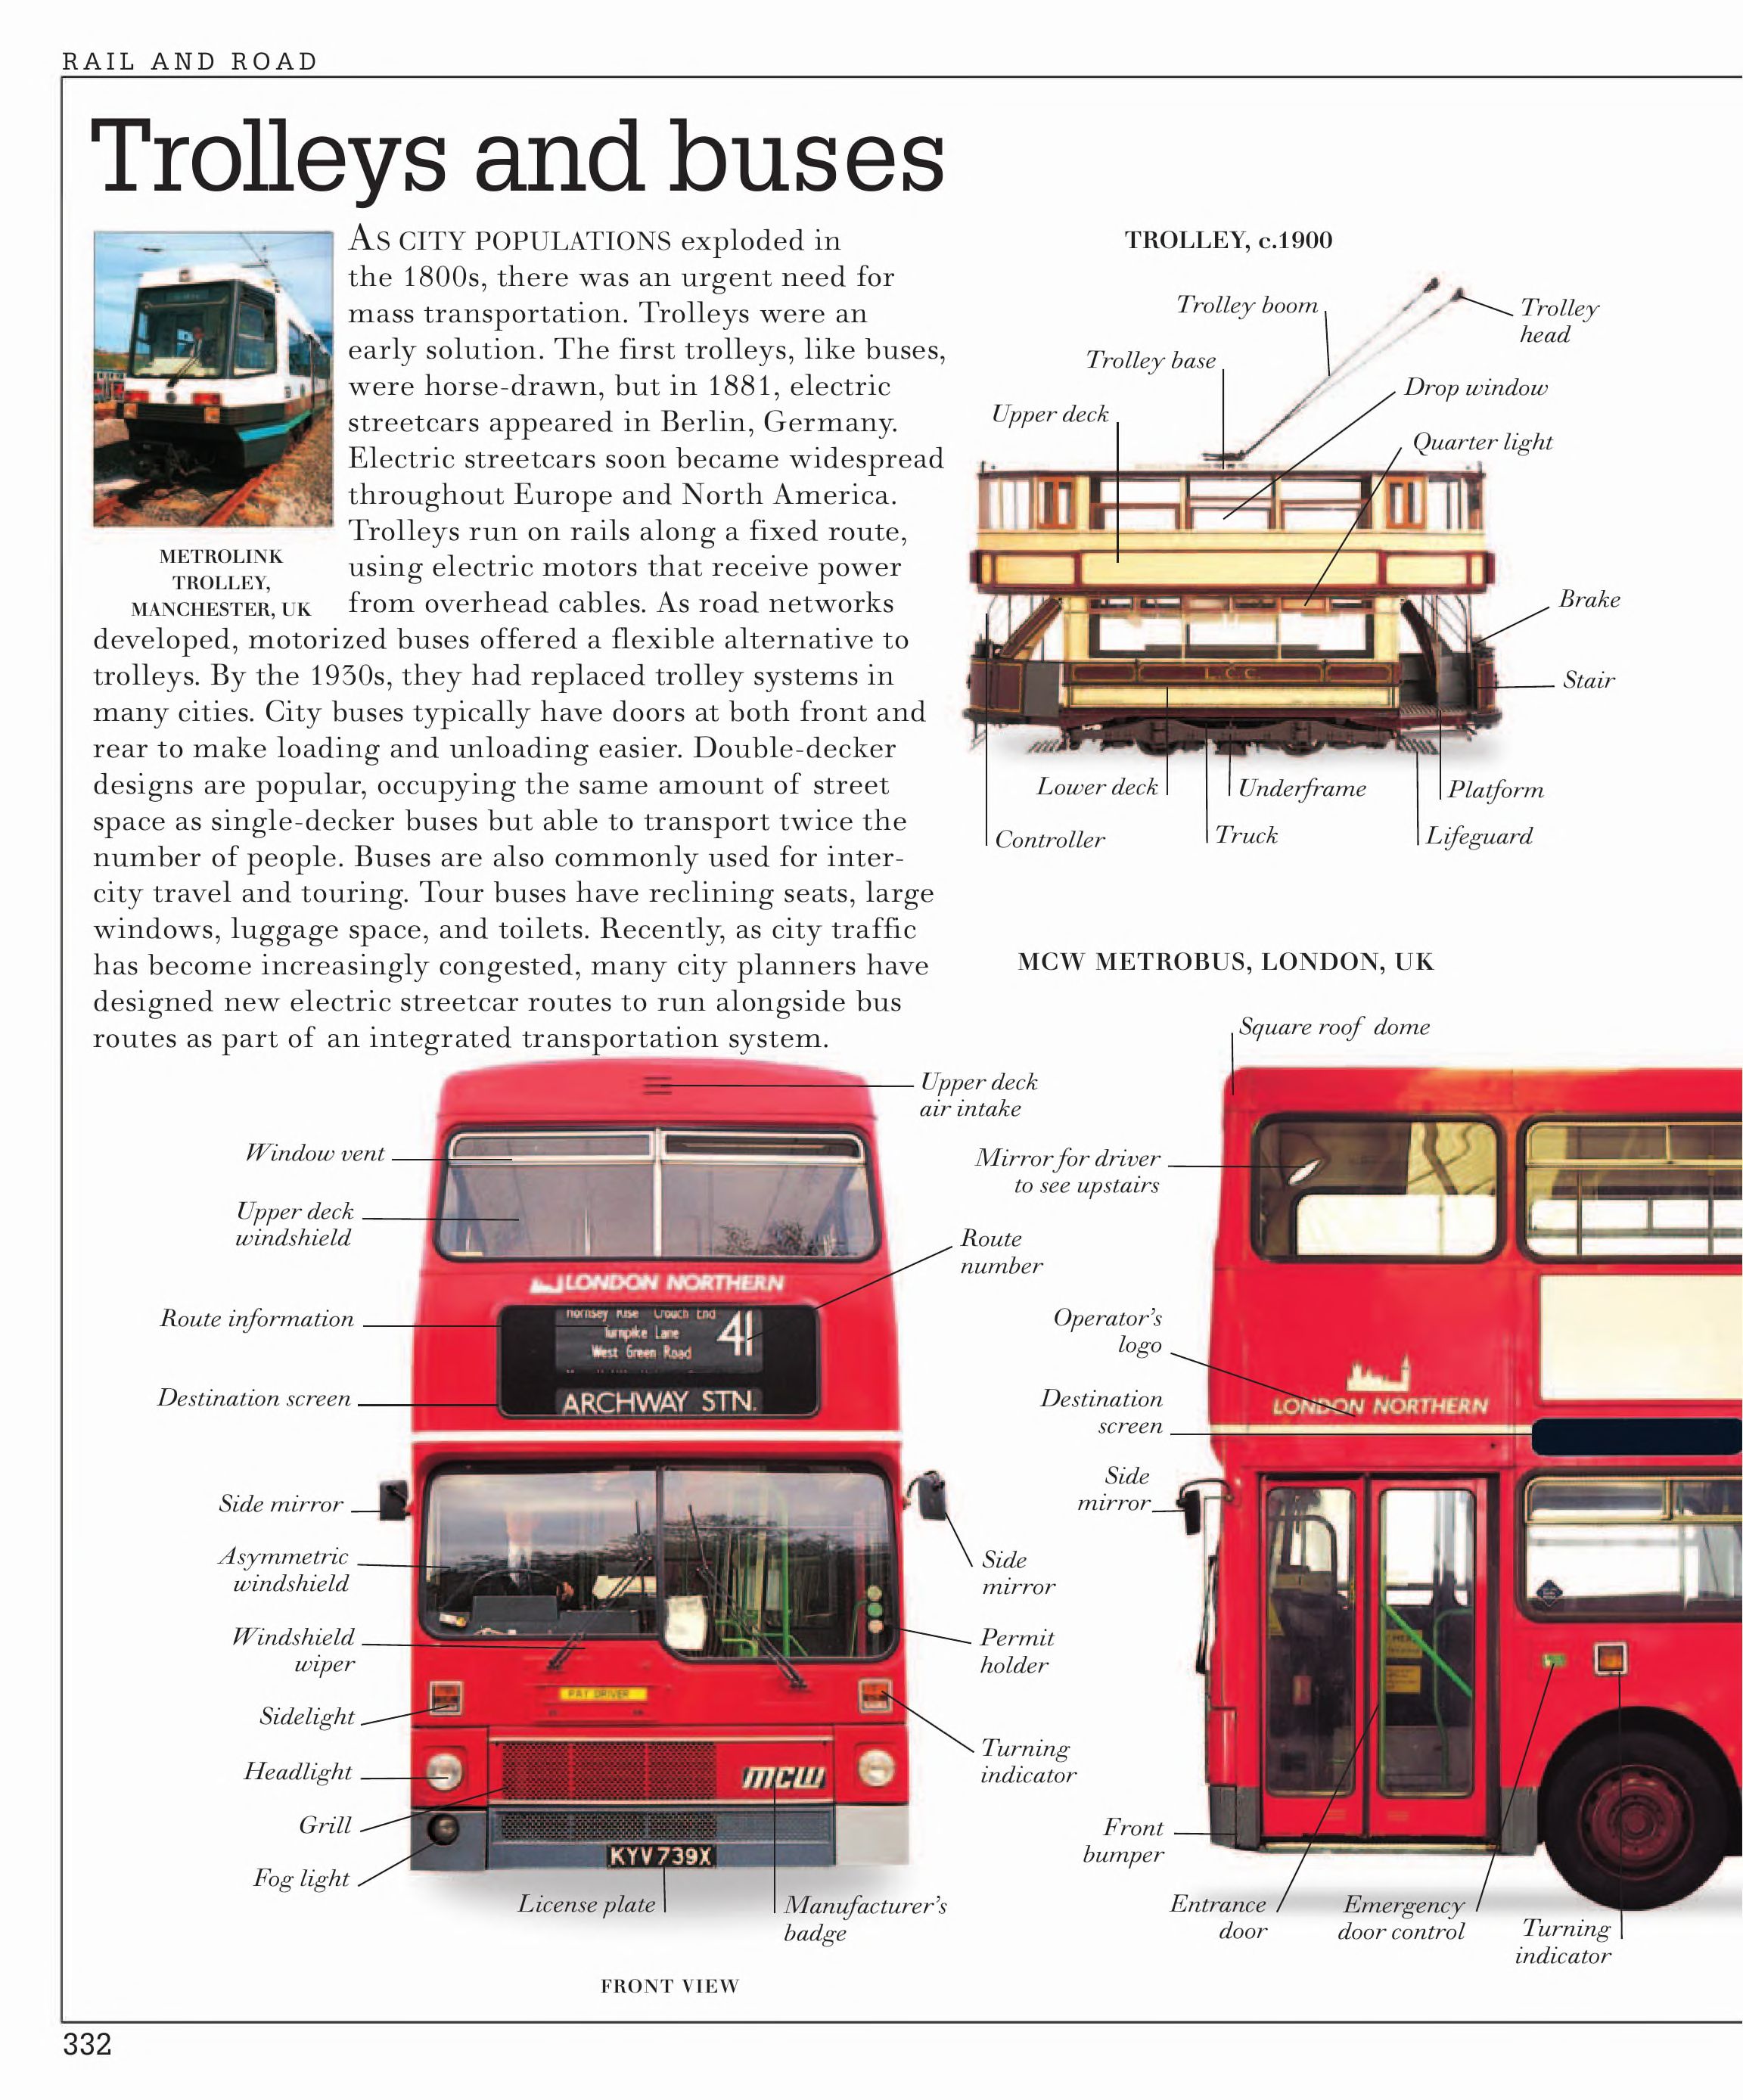 RAIL AND ROAD
Trolleys and buses
METROLINK
TROLLEY,
MANCHESTER, UK
AS CITY POPULATIONS exploded in
the 1800s, there was an urgent need for
mass transportation. Trolleys were an
early solution. The first trolleys, like buses,
were horse-drawn, but in 1881, electric
streetcars appeared in Berlin, Germany.
Electric streetcars soon became widespread
throughout Europe and North America.
Trolleys run on rails along a fixed route,
using electric motors that receive power
from overhead cables. As road networks
developed, motorized buses offered a flexible alternative to
trolleys. By the 1930s, they had replaced trolley systems in
many cities. City buses typically have doors at both front and
rear to make loading and unloading easier. Double-decker
designs are popular, occupying the same amount of street
space as single-decker buses but able to transport twice the
number of people. Buses are also commonly used for inter-
city travel and touring. Tour buses have reclining seats, large
windows, luggage space, and toilets. Recently, as city traffic
has become increasingly congested, many city planners have
designed new electric streetcar routes to run alongside bus
routes as part of an integrated transportation system.
TROLLEY, c.1900
Trolley boom
Trolley
head
Trolley base
Drop window
Upper deck
Quarter light
Brake
L.C.C.
Stair
Lower deck
Underframe
Platform
Controller
Truck
Lifeguard
MCW METROBUS, LONDON, UK
Upper deck
air intake
Window vent
Upper deck
windshield
Route
number
LONDON NORTHERN
Route information
Hornsey Rise Crouch End
Turnpike Lane
West Green Road
41
Destination screen
ARCHWAY STN.
Side mirror
Asymmetric
windshield
Side
mirror
Windshield
wiper
Permit
holder
PAY DRIVER
Sidelight
Turning
indicator
Headlight
MCW
Grill
KYV 739X
Fog light
License plate
Manufacturer's
badge
FRONT VIEW
Square roof dome
Mirror for driver
to see upstairs
Operator's
logo
LONDON NORTHERN
Destination
screen
Side
mirror
Front
bumper
Entrance
door
Emergency
door control
Turning
indicator
332